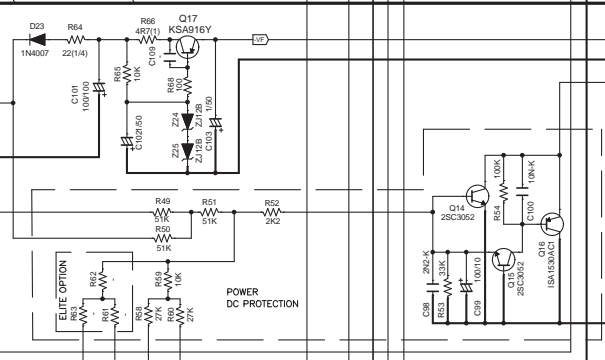 D23
1N4007
R64
22(1/4)
R66
4R7(1)
Q17
KSA916Y
-VF
C109
-
C101
100/100
R65
10K
R68
100
C102
1/50
Z24
ZJ12B
Z25
ZJ12B
1/50
C103
R49
51K
R50
51K
R51
51K
R52
2K2
ELITE OPTION
R62
-
R59
10K
R63
-
R61
-
R58
27K
R60
27K
POWER
DC PROTECTION
Q14
2SC3052
100K
R54
10N-K
C100
Q16
ISA1530AC1
Q15
2SC3052
2N2-K
C98
33K
R53
100/10
C99